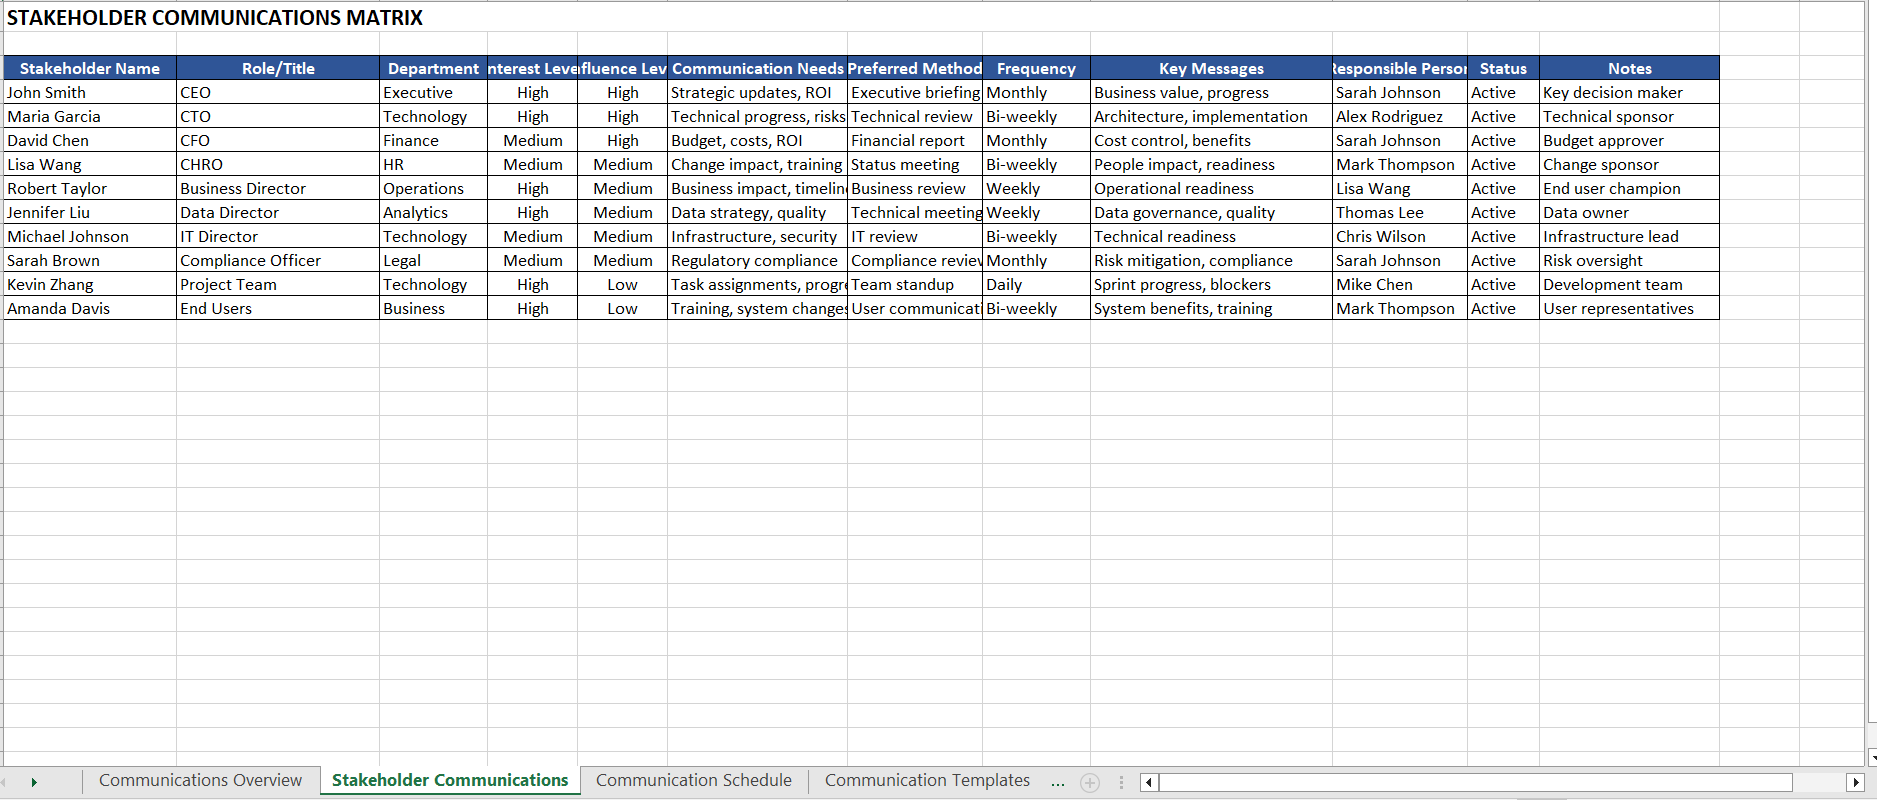 STAKEHOLDER COMMUNICATIONS MATRIX
Stakeholder Name Role/Title Department nterest Leve fluence Lev Communication Needs Preferred Method Frequency Key Messages Responsible Person Status Notes
John Smith CEO Executive High High Strategic updates, ROI Executive briefing Monthly Business value, progress Sarah Johnson Active Key decision maker
Maria Garcia CTO Technology High High Technical progress, risks Technical review Bi-weekly Architecture, implementation Alex Rodriguez Active Technical sponsor
David Chen CFO Finance Medium High Budget, costs, ROI Financial report Monthly Cost control, benefits Sarah Johnson Active Budget approver
Lisa Wang CHRO HR Medium Medium Change impact, training Status meeting Bi-weekly People impact, readiness Mark Thompson Active Change sponsor
Robert Taylor Business Director Operations High Medium Business impact, timelin Business review Weekly Operational readiness Lisa Wang Active End user champion
Jennifer Liu Data Director Analytics High Medium Data strategy, quality Technical meeting Weekly Data governance, quality Thomas Lee Active Data owner
Michael Johnson IT Director Technology Medium Medium Infrastructure, security IT review Bi-weekly Technical readiness Chris Wilson Active Infrastructure lead
Sarah Brown Compliance Officer Legal Medium Medium Regulatory compliance Compliance review Monthly Risk mitigation, compliance Sarah Johnson Active Risk oversight
Kevin Zhang Project Team Technology High Low Task assignments, progre Team standup Daily Sprint progress, blockers Mike Chen Active Development team
Amanda Davis End Users Business High Low Training, system changes User communicati Bi-weekly System benefits, training Mark Thompson Active User representatives
Communications Overview Stakeholder Communications Communication Schedule Communication Templates ...